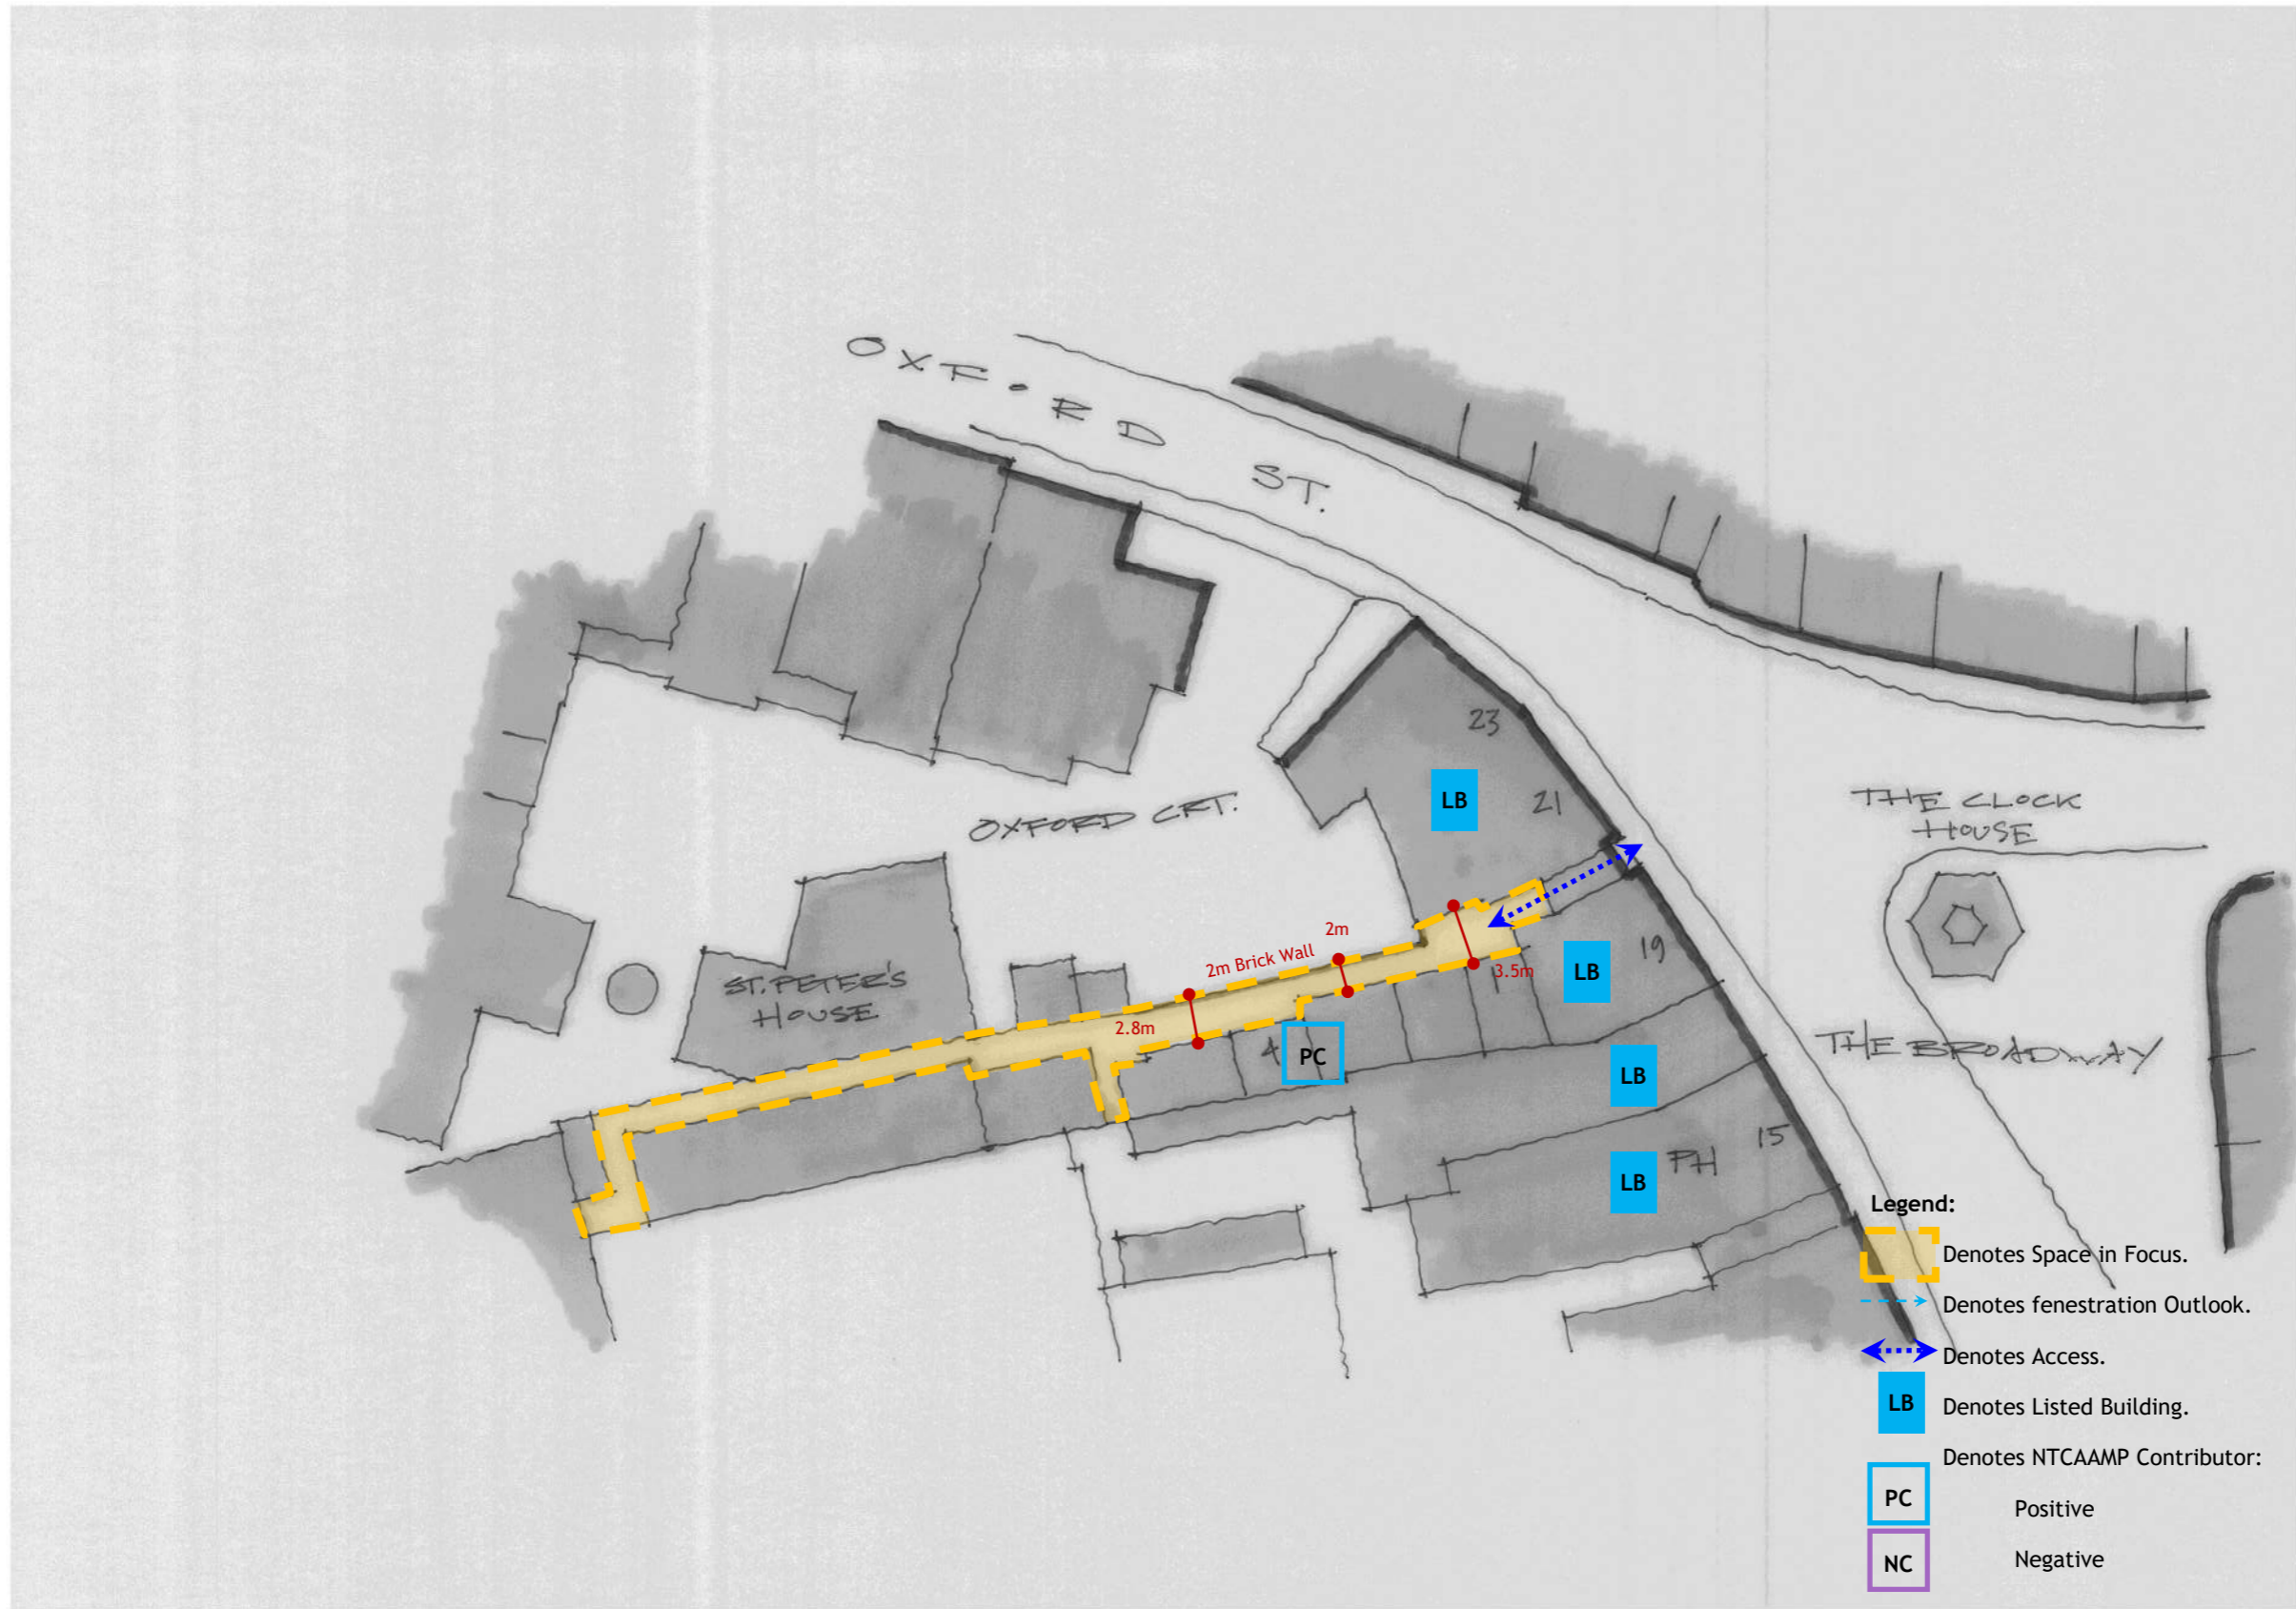 OXFORD ST.
23
21
THE CLOCK
HOUSE
LB
OXFORD CRT.
2m
2m Brick Wall
3.5m
1
19
LB
ST. PETER'S
HOUSE
2.8m
4
PC
THE BROADWAY
LB
15
PH
LB
Legend:
Denotes Space in Focus.
Denotes fenestration Outlook.
Denotes Access.
LB
Denotes Listed Building.
Denotes NTCAAMP Contributor:
PC
Positive
NC
Negative